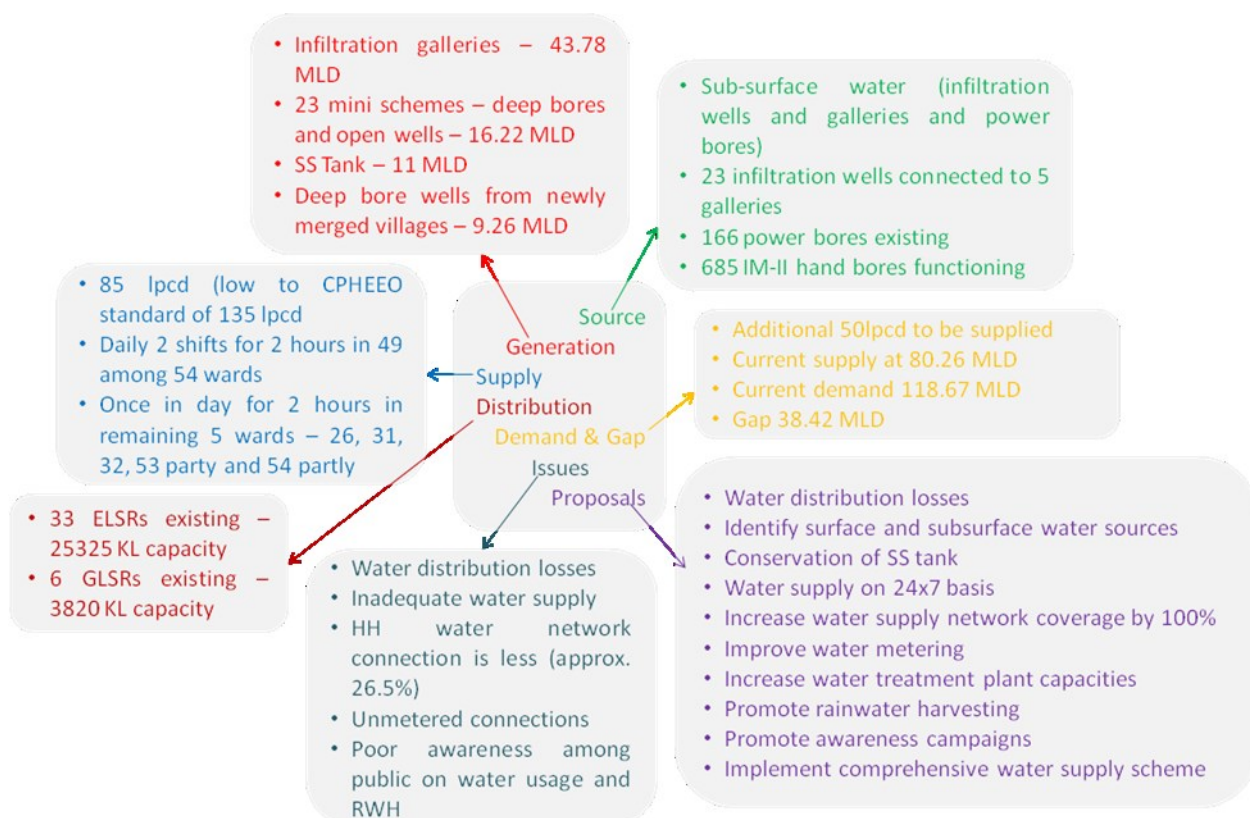 • Infiltration galleries – 43.78
MLD
• 23 mini schemes – deep bores
and open wells – 16.22 MLD
• SS Tank – 11 MLD
• Deep bore wells from newly
merged villages – 9.26 MLD
• Sub-surface water (infiltration
wells and galleries and power
bores)
• 23 infiltration wells connected to 5
galleries
• 166 power bores existing
• 685 IM-II hand bores functioning
• 85 lpcd (low to CPHEEO
standard of 135 lpcd
• Daily 2 shifts for 2 hours in 49
among 54 wards
• Once in day for 2 hours in
remaining 5 wards – 26, 31,
32, 53 party and 54 partly
Source
Generation
Supply
Distribution
Demand & Gap
Issues
Proposals
• Additional 50lpcd to be supplied
• Current supply at 80.26 MLD
• Current demand 118.67 MLD
• Gap 38.42 MLD
• 33 ELSRs existing –
25325 KL capacity
• 6 GLSRs existing –
3820 KL capacity
• Water distribution losses
• Inadequate water supply
• HH water network
connection is less (approx.
26.5%)
• Unmetered connections
• Poor awareness among
public on water usage and
RWH
• Water distribution losses
• Identify surface and subsurface water sources
• Conservation of SS tank
• Water supply on 24x7 basis
• Increase water supply network coverage by 100%
• Improve water metering
• Increase water treatment plant capacities
• Promote rainwater harvesting
• Promote awareness campaigns
• Implement comprehensive water supply scheme